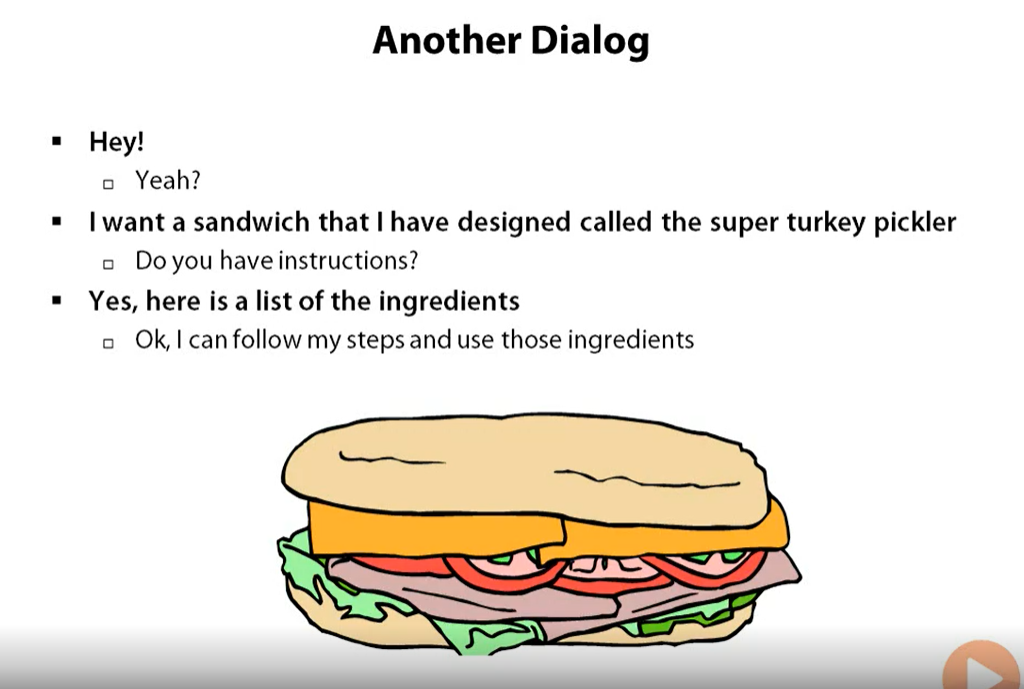 Another Dialog
Hey!
Yeah?
I want a sandwich that I have designed called the super turkey pickler
Do you have instructions?
Yes, here is a list of the ingredients
Ok, I can follow my steps and use those ingredients